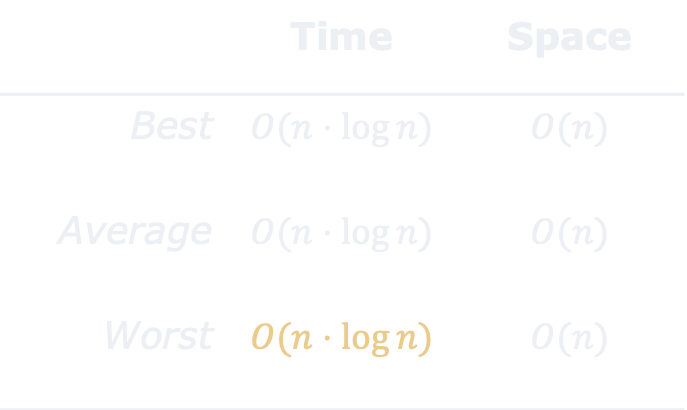 Time Space
Best O(n · log n) O(n)
Average O(n · log n) O(n)
Worst O(n · log n) O(n)